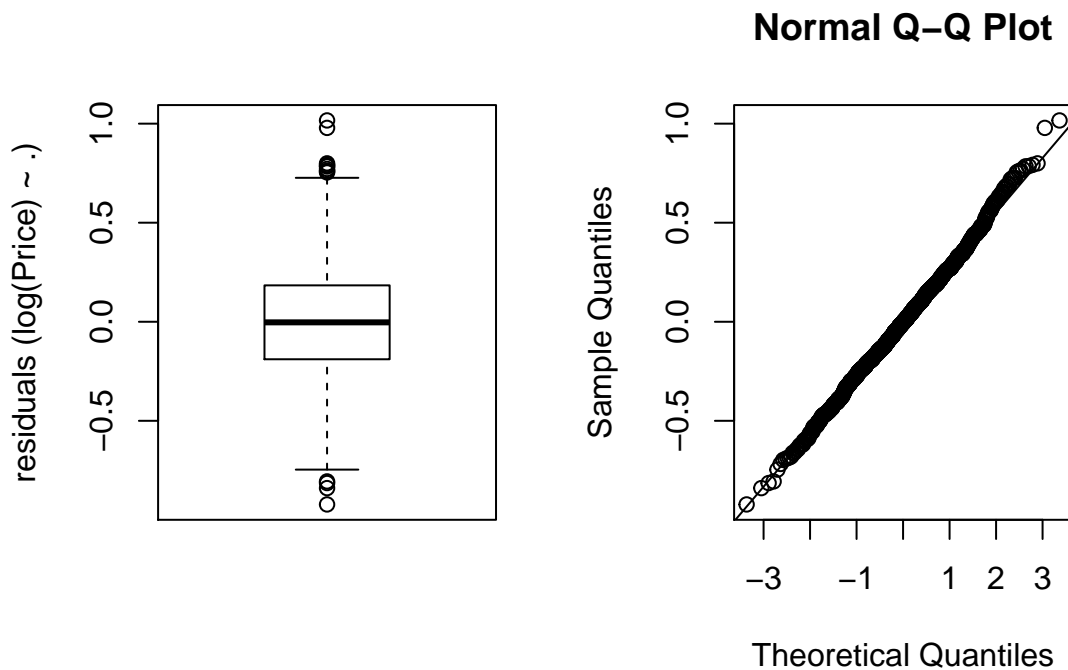 residuals (log(Price) ~ .)
1.0
0.5
0.0
−0.5
Normal Q−Q Plot
Sample Quantiles
1.0
0.5
0.0
−0.5
−3 −1 1 2 3
Theoretical Quantiles